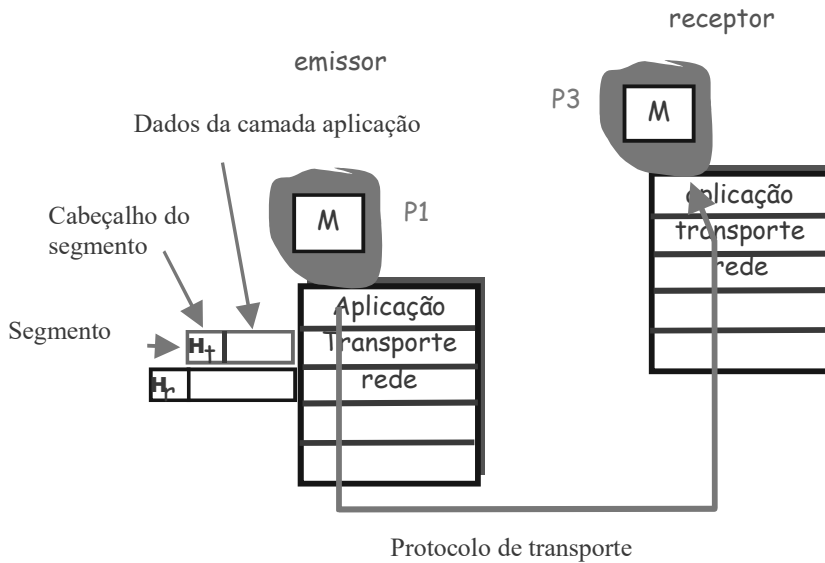 receptor
emissor
P3
M
Dados da camada aplicação
Cabeçalho do
segmento
M
P1
aplicação
transporte
rede
Segmento
Ht
Hr
Aplicação
Transporte
rede
Protocolo de transporte